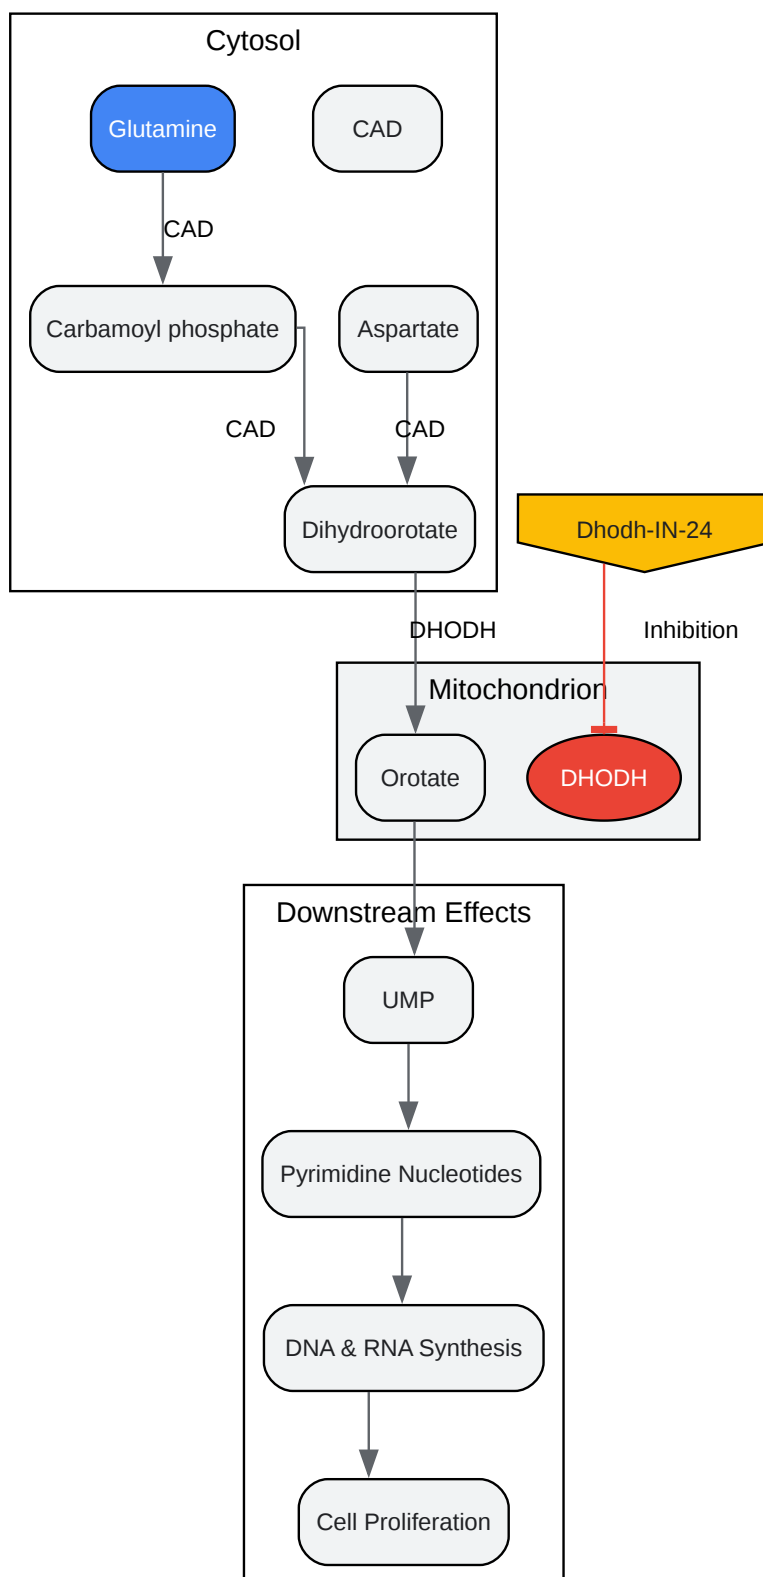 Cytosol
Glutamine
CAD
CAD
Carbamoyl phosphate
Aspartate
CAD
CAD
Dihydroorotate
Dhodh-IN-24
DHODH
Inhibition
Mitochondrion
Orotate
DHODH
Downstream Effects
UMP
Pyrimidine Nucleotides
DNA & RNA Synthesis
Cell Proliferation